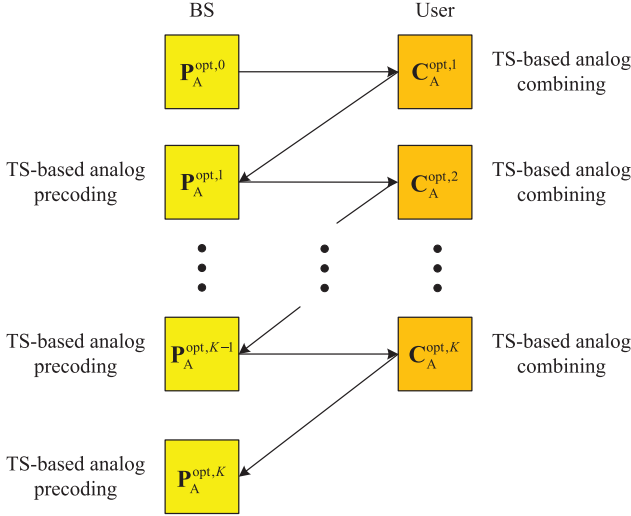 BS User
P_A^{opt,0} C_A^{opt,1} TS-based analog
combining
TS-based analog
precoding P_A^{opt,1} C_A^{opt,2} TS-based analog
combining
TS-based analog
precoding P_A^{opt,K−1} C_A^{opt,K} TS-based analog
combining
TS-based analog
precoding P_A^{opt,K}